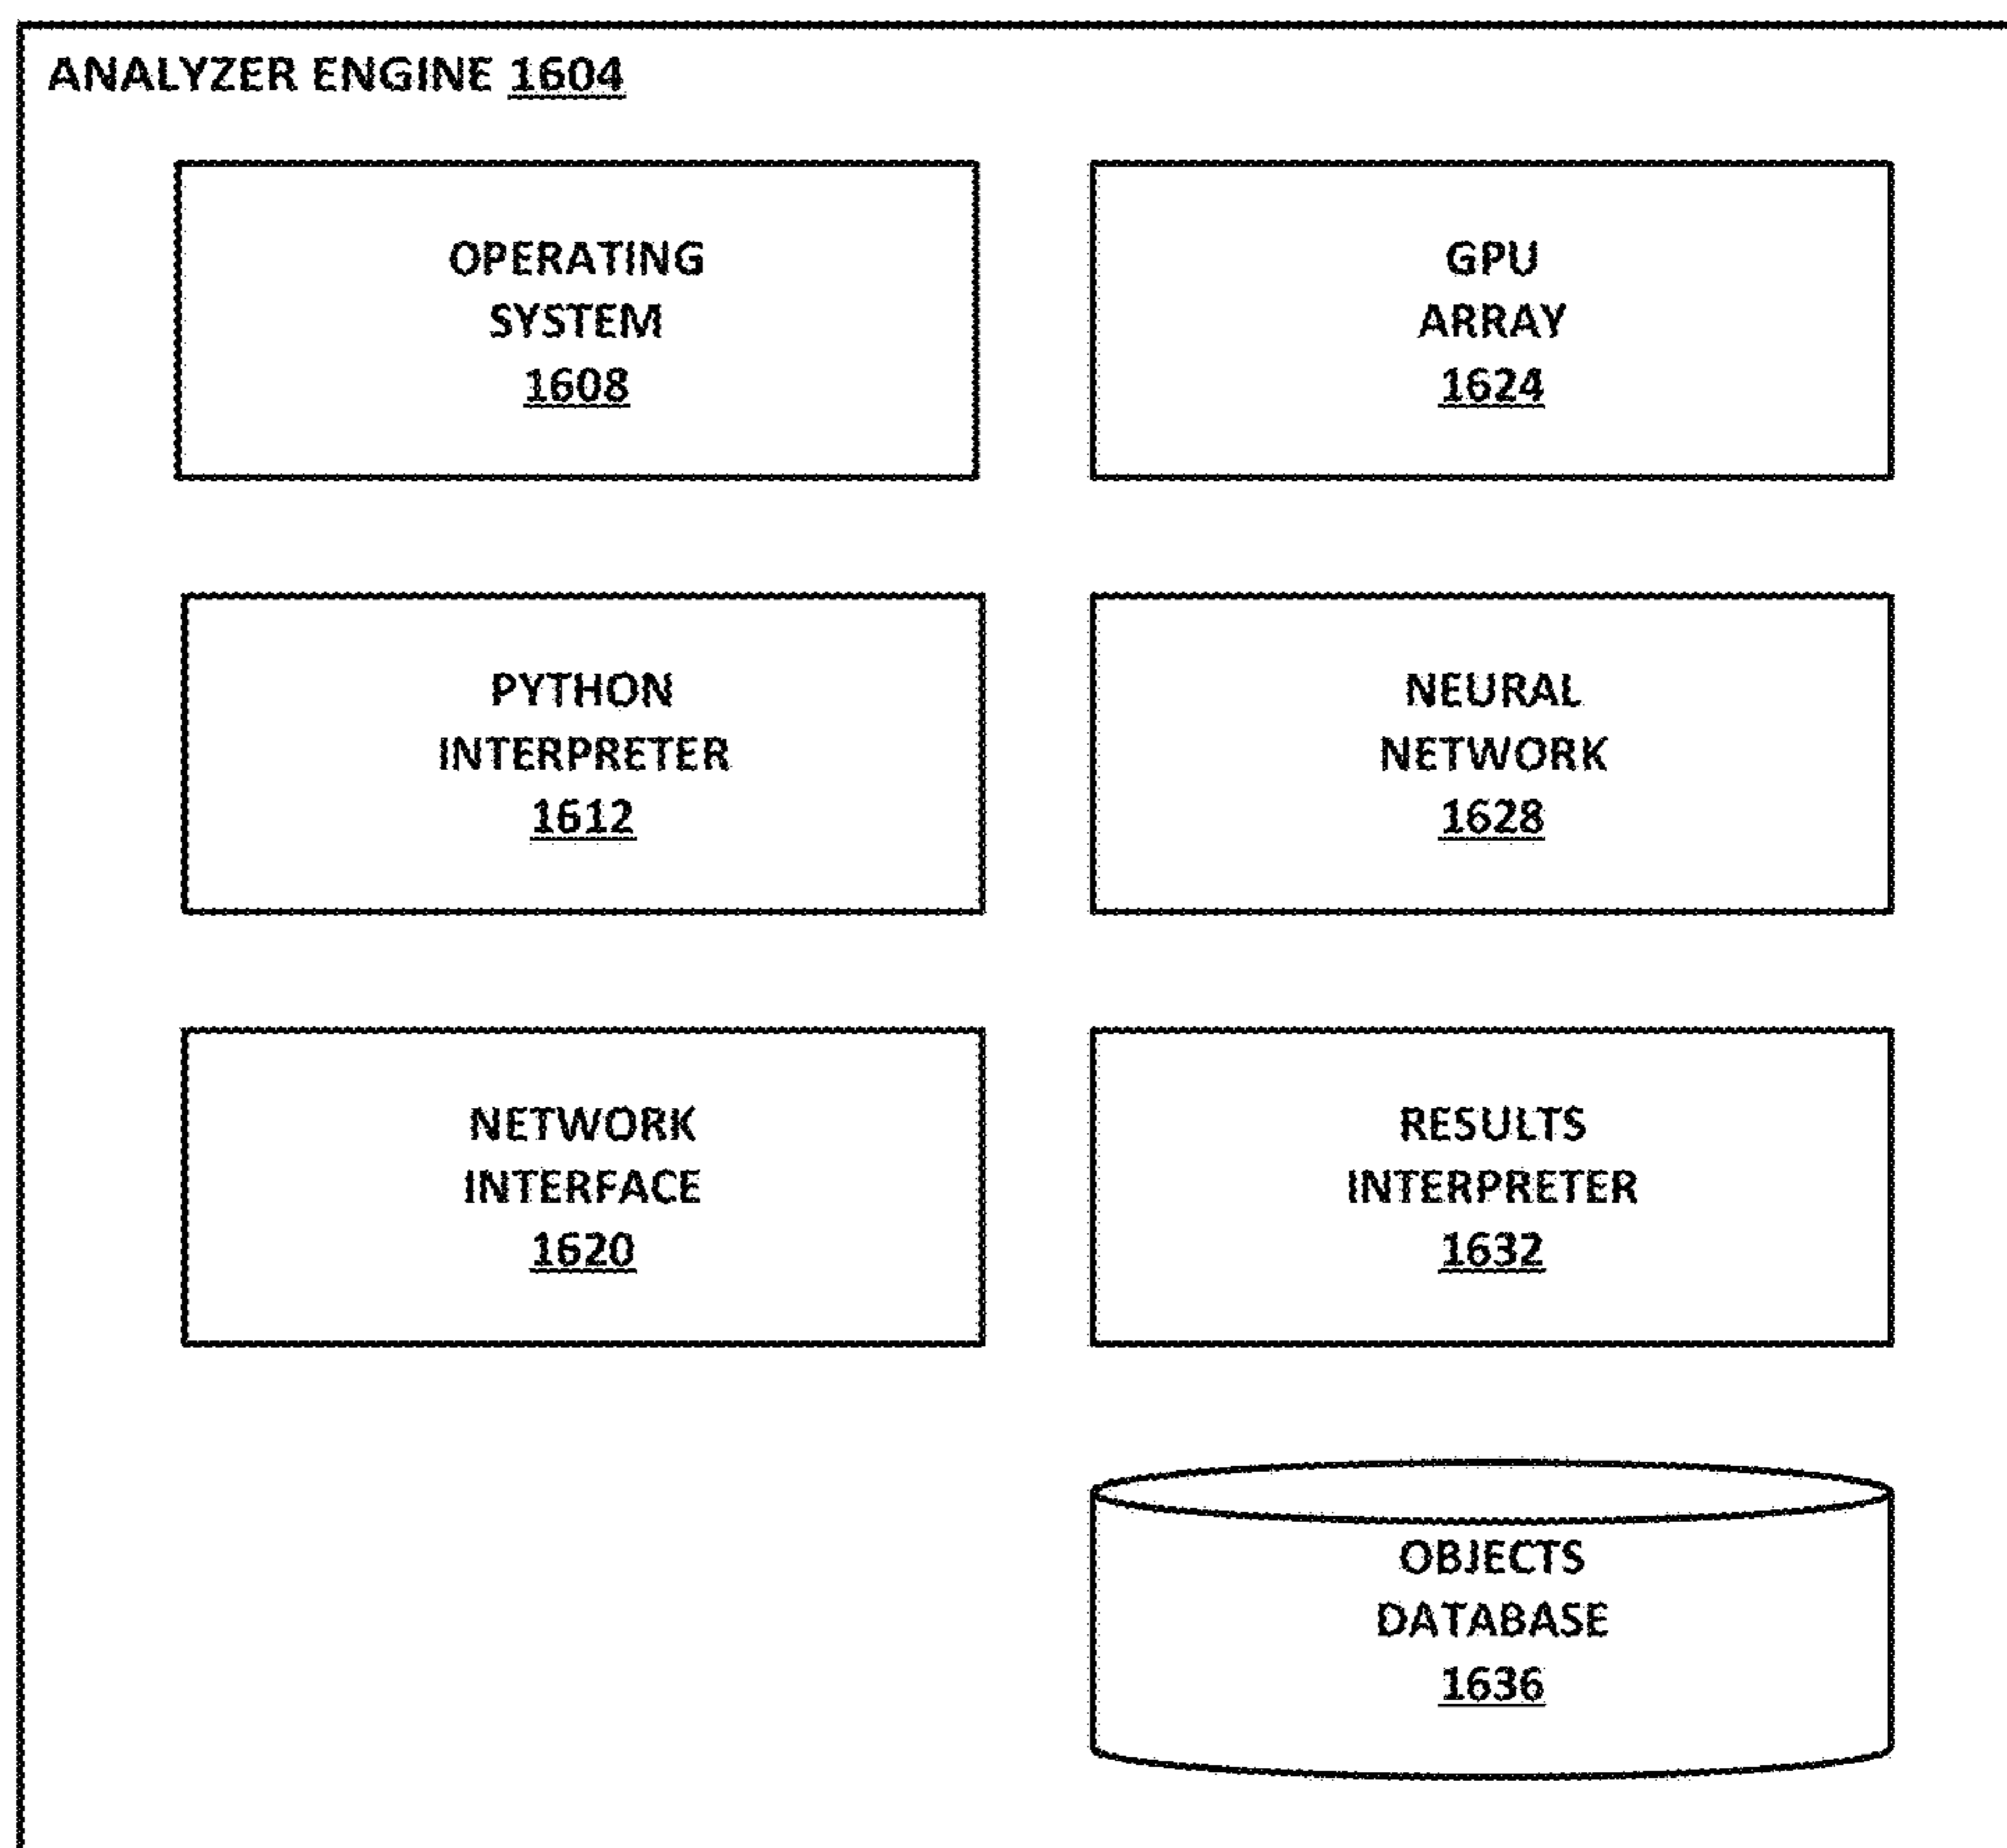 ANALYZER ENGINE 1604
OPERATING
SYSTEM
1608
GPU
ARRAY
1624
PYTHON
INTERPRETER
1612
NEURAL
NETWORK
1628
NETWORK
INTERFACE
1620
RESULTS
INTERPRETER
1632
OBJECTS
DATABASE
1636